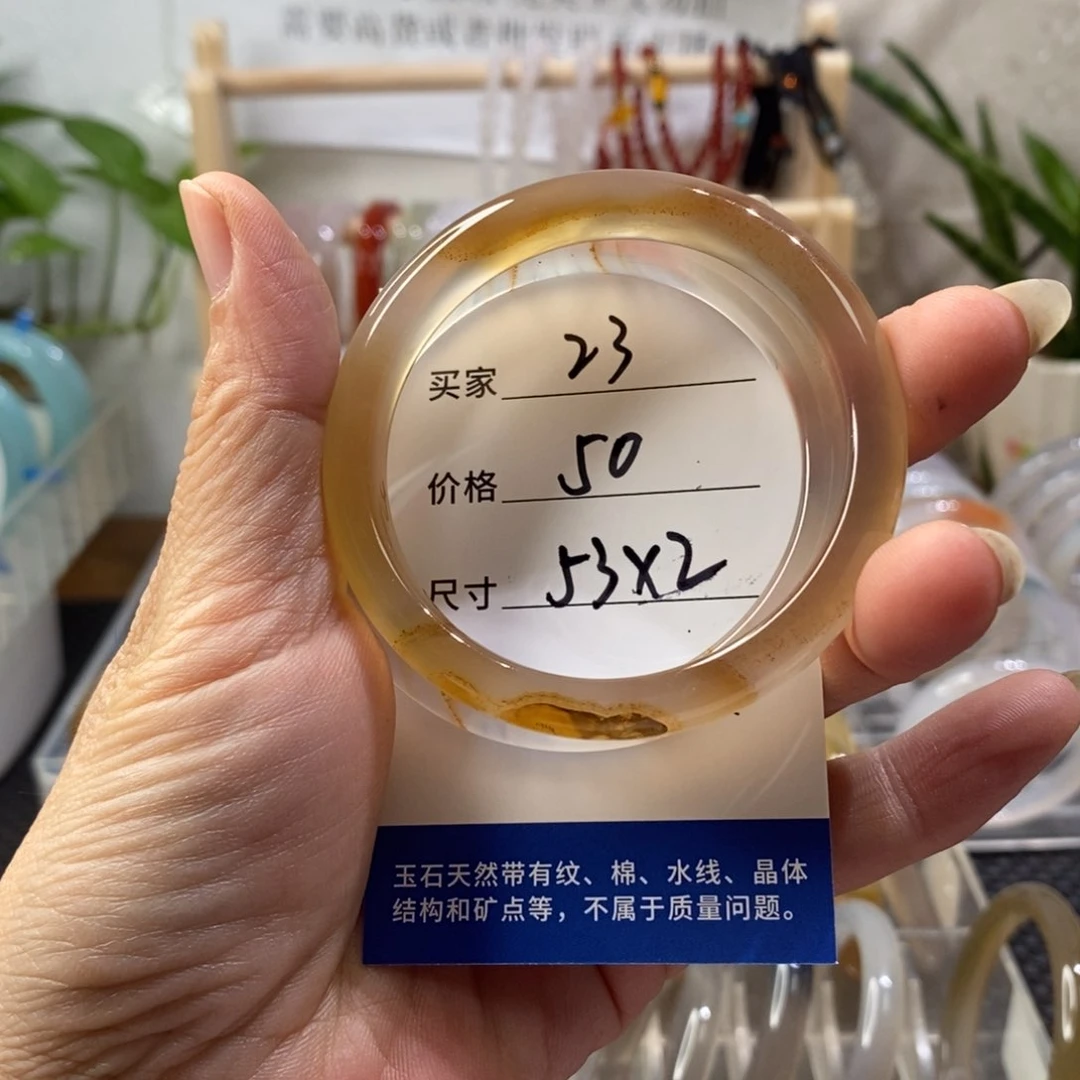 买家 23
价格 50
尺寸 53X2
玉石天然带有纹、棉、水线、晶体
结构和矿点等，不属于质量问题。